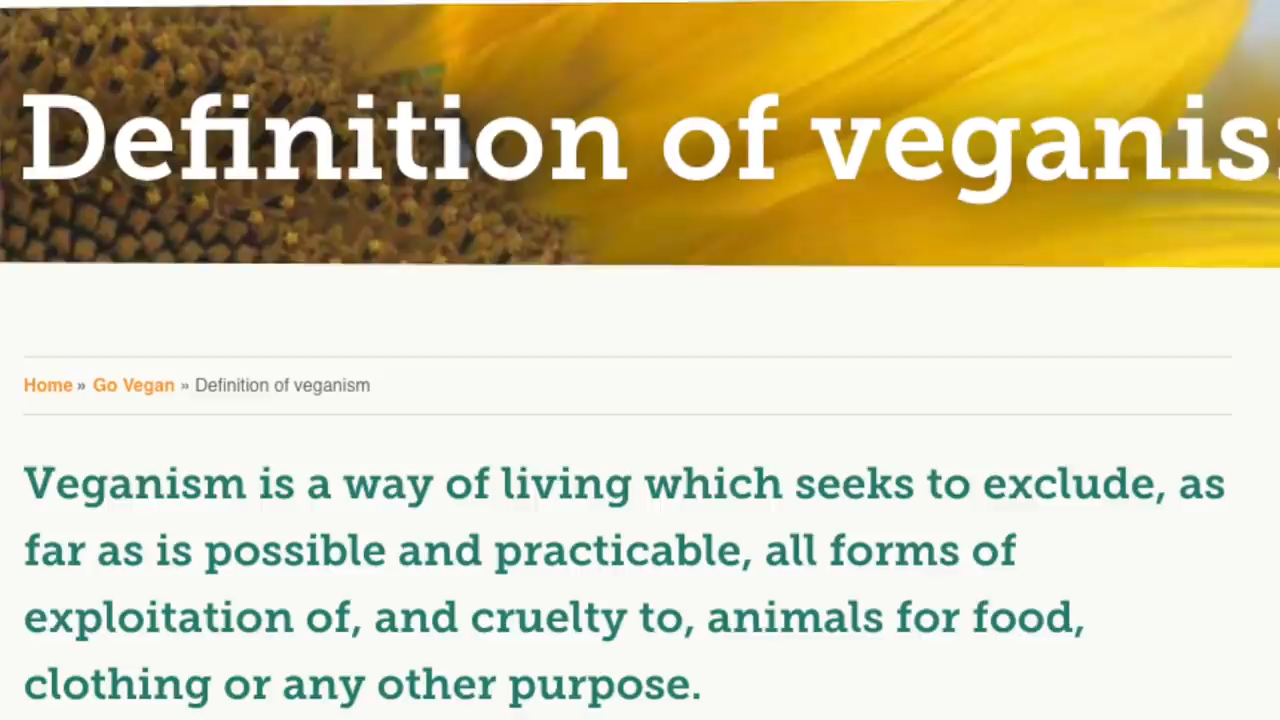 Definition of veganis
Home » Go Vegan » Definition of veganism
Veganism is a way of living which seeks to exclude, as
far as is possible and practicable, all forms of
exploitation of, and cruelty to, animals for food,
clothing or any other purpose.